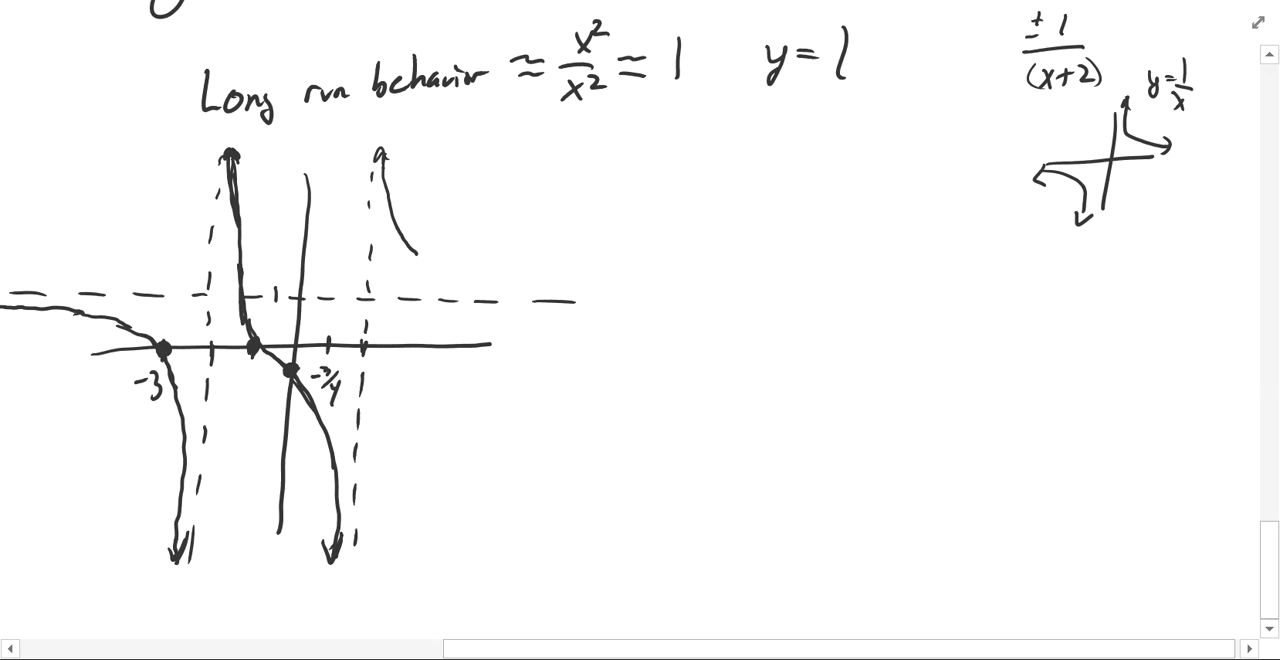 Long run behavior ≈ x²/x² = 1 y = 1
± 1/(x+2)
y = 1/x
-3
-3/4